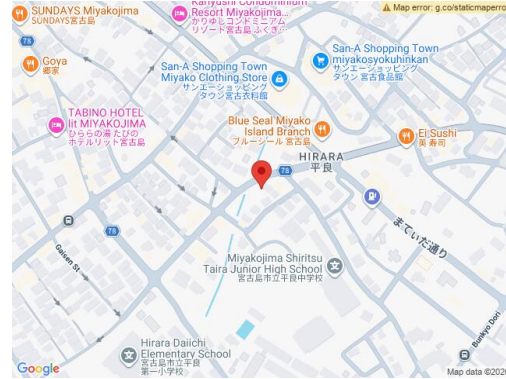 SUNDAYS Miyakojima
SUNDAYS宮古島
Kariyushi Condominium
Resort Miyakojima...
かりゆしコンドミニアム
リゾート宮古島 ふくぎ...
Map error: g.co/staticmaperro
Goya
郷家
San-A Shopping Town
miyakosyokuhinkan
サンエーショッピング
タウン 宮古食品館
San-A Shopping Town
Miyako Clothing Store
サンエーショッピング
タウン宮古衣料館
TABINO HOTEL
lit MIYAKOJIMA
ひららの湯 たびの
ホテルリット宮古島
Blue Seal Miyako
Island Branch
ブルーシール 宮古島
Ei Sushi
英 寿司
HIRARA
平良
78
78
78
まてぃだ通り
Gaisen St
Miyakojima Shiritsu
Taira Junior High School
宮古島市立平良中学校
Bunkyo Dori
Hirara Daiichi
Elementary School
宮古島市立平良
第一小学校
Google
Map data ©2026